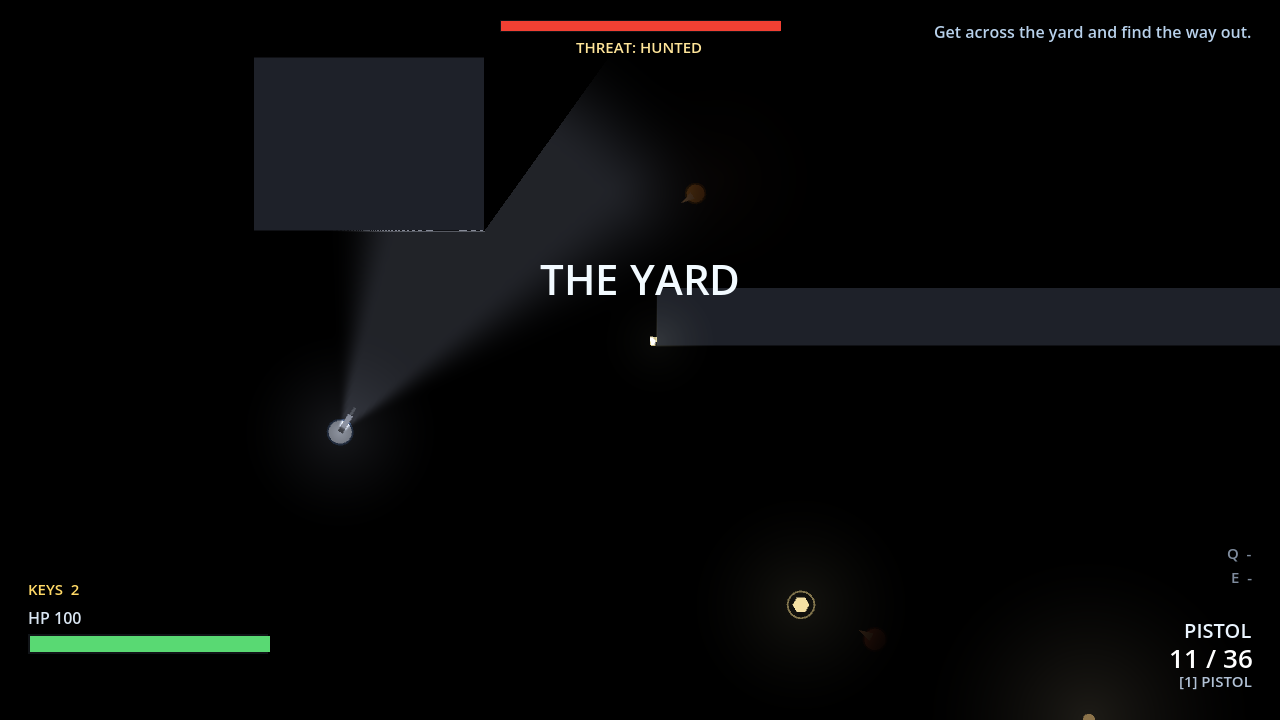 THREAT: HUNTED
Get across the yard and find the way out.
THE YARD
Q -
E -
KEYS 2
HP 100
PISTOL
11 / 36
[1] PISTOL